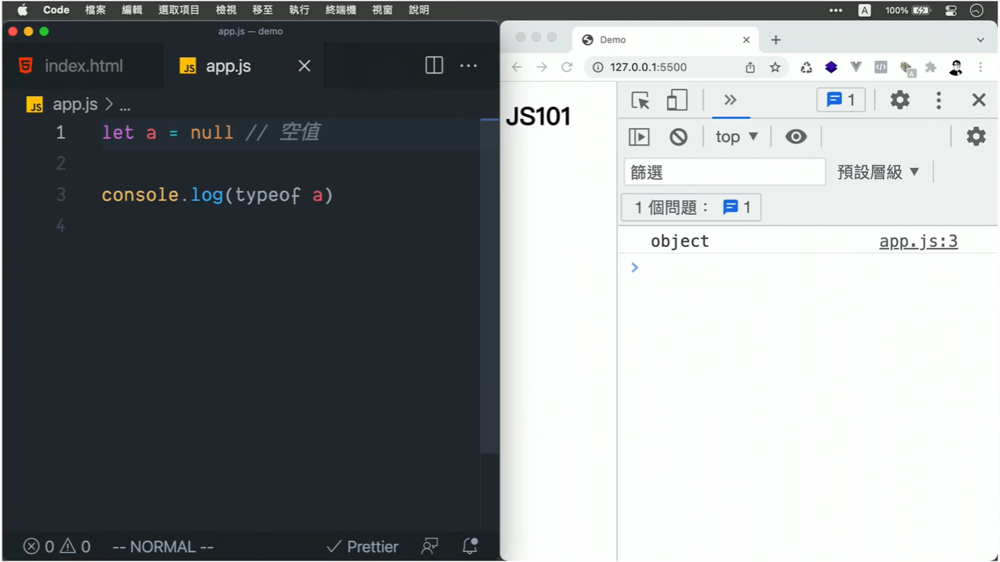 Code 檔案 編輯 選取項目 檢視 移至 執行 終端機 視窗 說明 A 100%
app.js — demo
index.html JS app.js
JS app.js > ...
1 let a = null // 空值
2
3 console.log(typeof a)
4
0 0 -- NORMAL -- Prettier
Demo
127.0.0.1:5500 A
JS101
1
top
篩選 預設層級
1 個問題： 1
object app.js:3